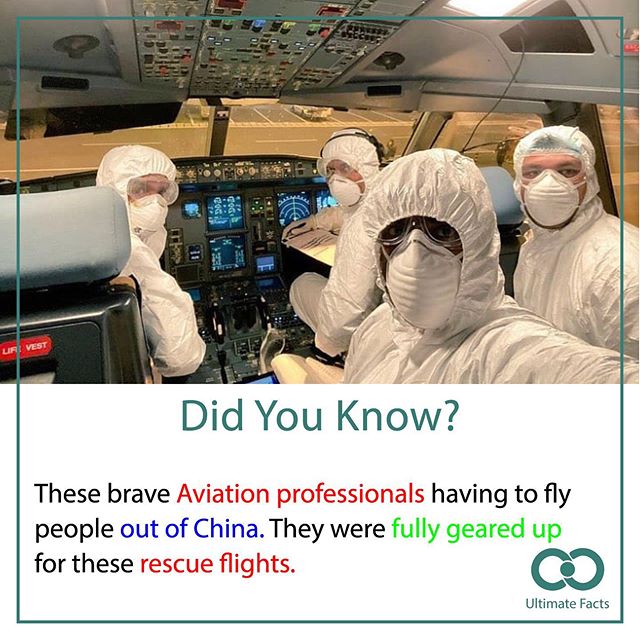 LIFE VEST
Did You Know?
These brave Aviation professionals having to fly
people out of China. They were fully geared up
for these rescue flights.
Ultimate Facts